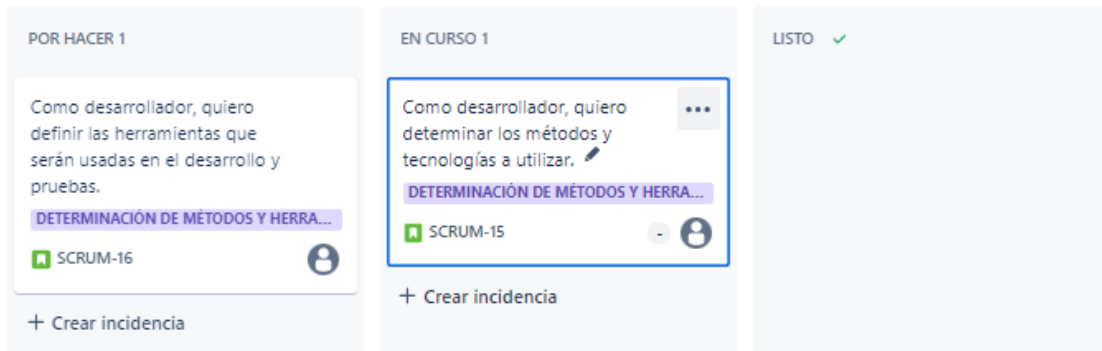 POR HACER 1
Como desarrollador, quiero
definir las herramientas que
serán usadas en el desarrollo y
pruebas.
DETERMINACIÓN DE MÉTODOS Y HERRA...
SCRUM-16
+ Crear incidencia
EN CURSO 1
Como desarrollador, quiero
determinar los métodos y
tecnologías a utilizar.
DETERMINACIÓN DE MÉTODOS Y HERRA...
SCRUM-15 -
+ Crear incidencia
LISTO